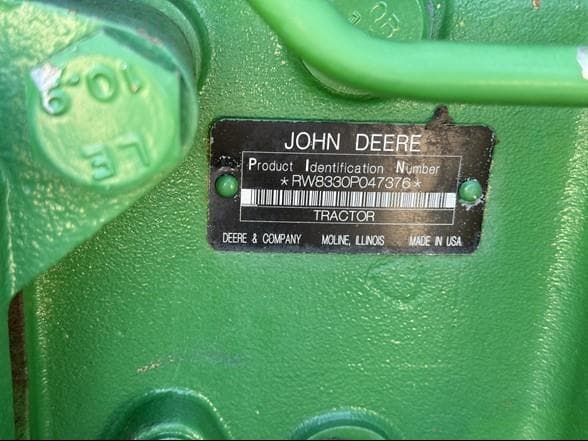 10.9
LE
JOHN DEERE
Product Identification Number
*RW8330P047376*
TRACTOR
DEERE & COMPANY MOLINE, ILLINOIS MADE IN USA